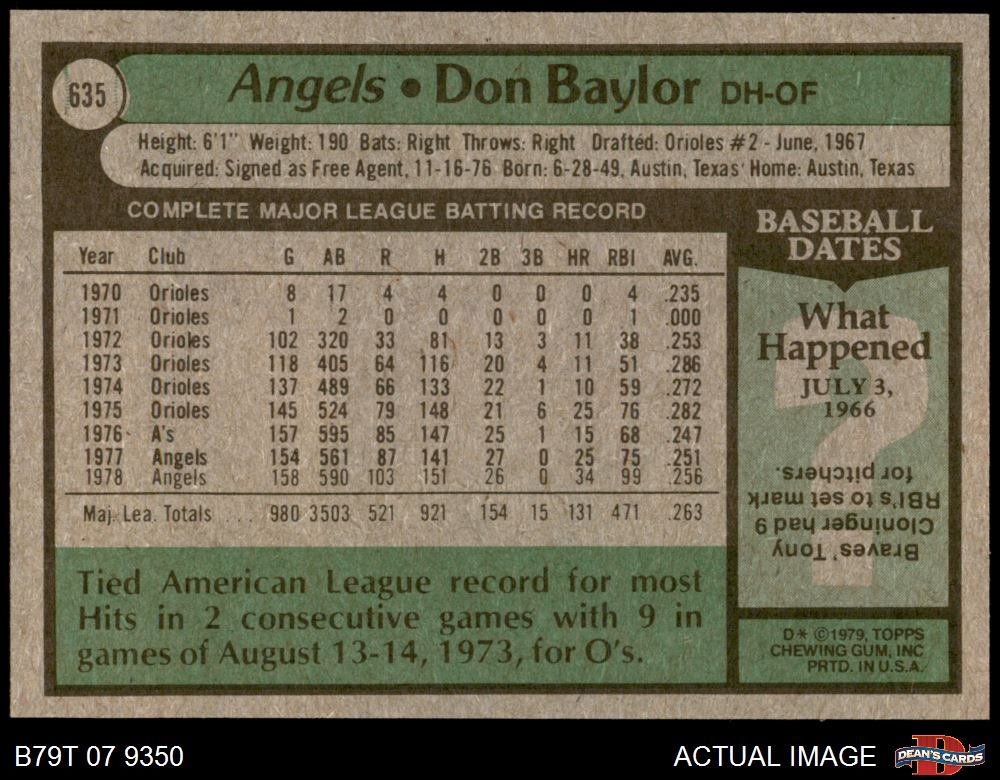 635
Angels • Don Baylor DH-OF
Height: 6'1" Weight: 190 Bats: Right Throws: Right Drafted: Orioles #2 - June, 1967
Acquired: Signed as Free Agent, 11-16-76 Born: 6-28-49, Austin, Texas Home: Austin, Texas
COMPLETE MAJOR LEAGUE BATTING RECORD
Year Club G AB R H 2B 3B HR RBI AVG.
1970 Orioles 8 17 4 4 0 0 0 4 .235
1971 Orioles 1 2 0 0 0 0 0 1 .000
1972 Orioles 102 320 33 81 13 3 11 38 .253
1973 Orioles 118 405 64 116 20 4 11 51 .286
1974 Orioles 137 489 66 133 22 1 10 59 .272
1975 Orioles 145 524 79 148 21 6 25 76 .282
1976 A's 157 595 85 147 25 1 15 68 .247
1977 Angels 154 561 87 141 27 0 25 75 .251
1978 Angels 158 590 103 151 26 0 34 99 .256
Maj. Lea. Totals ... 980 3503 521 921 154 15 131 471 .263
Tied American League record for most
Hits in 2 consecutive games with 9 in
games of August 13-14, 1973, for O's.
BASEBALL
DATES
What
Happened
JULY 3,
1966
?
Braves' Tony
Cloninger had 9
RBI's to set mark
for pitchers.
D* ©1979, TOPPS
CHEWING GUM, INC
PRTD. IN U.S.A.
B79T 07 9350
ACTUAL IMAGE
D
DEAN'S CARDS